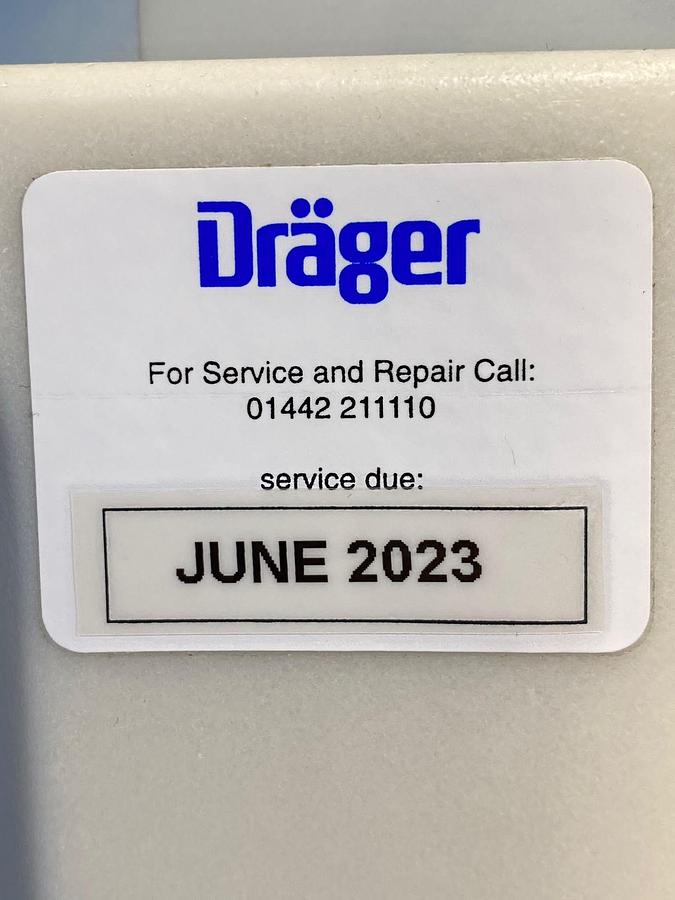 Dräger
For Service and Repair Call:
01442 211110
service due:
JUNE 2023